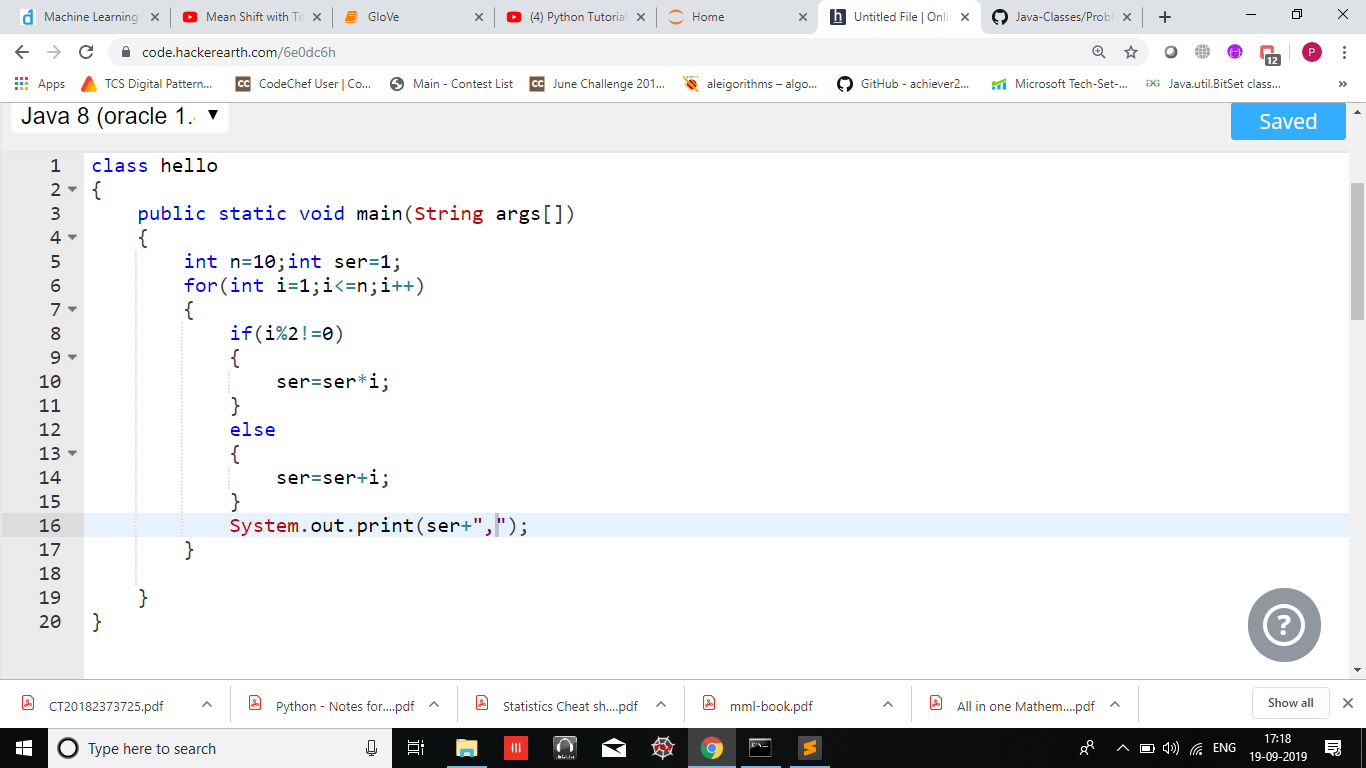 Machine Learning
Mean Shift with Ti
GloVe
(4) Python Tutorial
Home
Untitled File | Onli
Java-Classes/Probl
code.hackerearth.com/6e0dc6h
12
P
Apps
TCS Digital Pattern...
CC CodeChef User | Co...
Main - Contest List
CC June Challenge 201...
aleigorithms – algo...
GitHub - achiever2...
Microsoft Tech-Set-...
Java.util.BitSet class...
»
Java 8 (oracle 1.
Saved
1 class hello
2 {
3 public static void main(String args[])
4 {
5 int n=10;int ser=1;
6 for(int i=1;i<=n;i++)
7 {
8 if(i%2!=0)
9 {
10 ser=ser*i;
11 }
12 else
13 {
14 ser=ser+i;
15 }
16 System.out.print(ser+",");
17 }
18
19 }
20 }
?
CT20182373725.pdf
Python - Notes for....pdf
Statistics Cheat sh....pdf
mml-book.pdf
All in one Mathem....pdf
Show all
Type here to search
ENG
17:18
19-09-2019